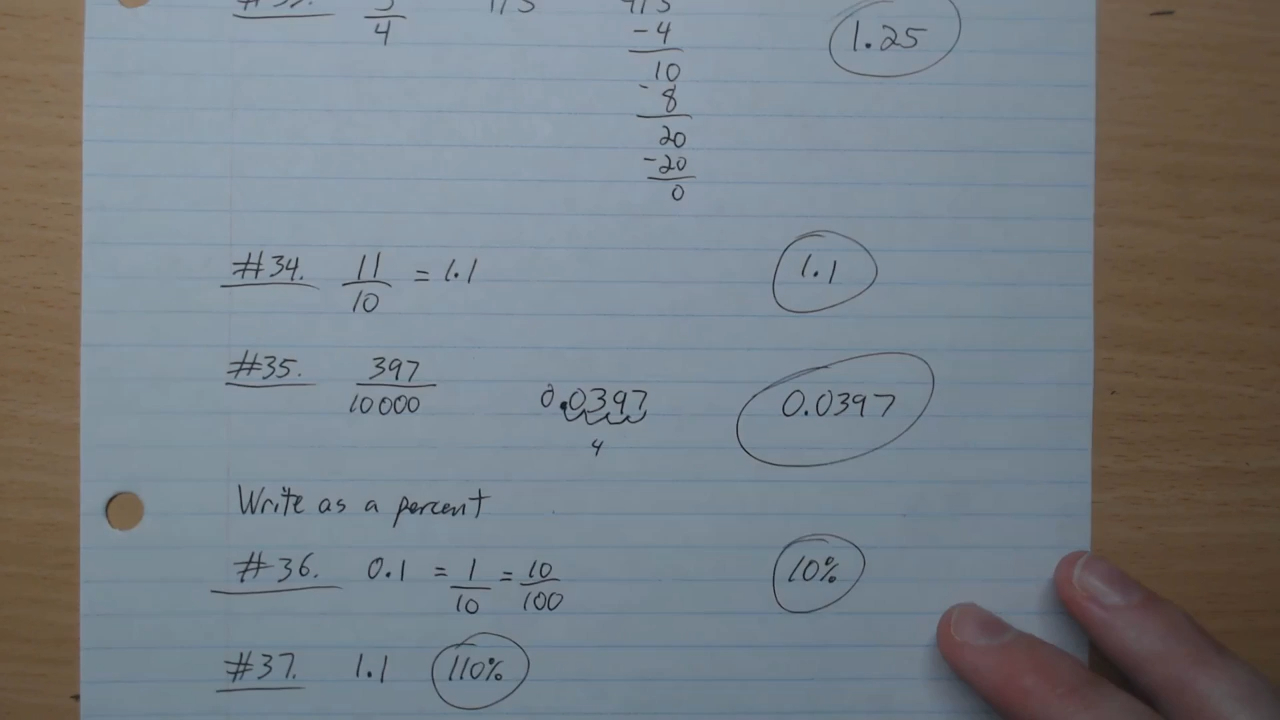 5/4 1.25
- 4
10
- 8
20
- 20
0
#34. 11/10 = 1.1 1.1
#35. 397/10000 0.0397 0.0397
4
Write as a percent
#36. 0.1 = 1/10 = 10/100 10%
#37. 1.1 110%